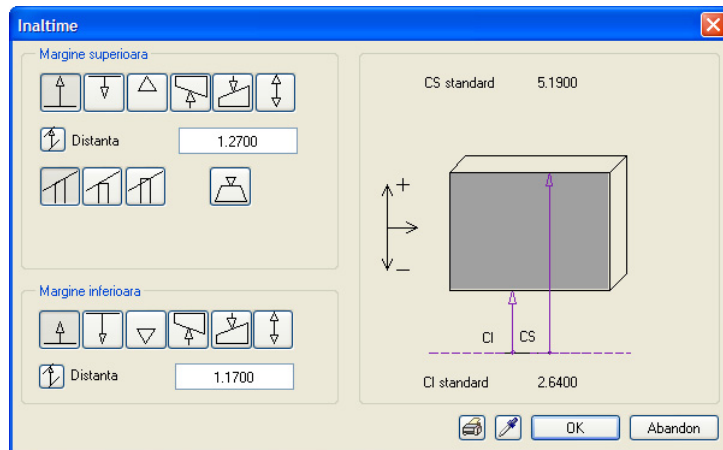 Inaltime
Margine superioara
Distanta 1.2700
Margine inferioara
Distanta 1.1700
CS standard 5.1900
+
−
CI CS
CI standard 2.6400
OK Abandon